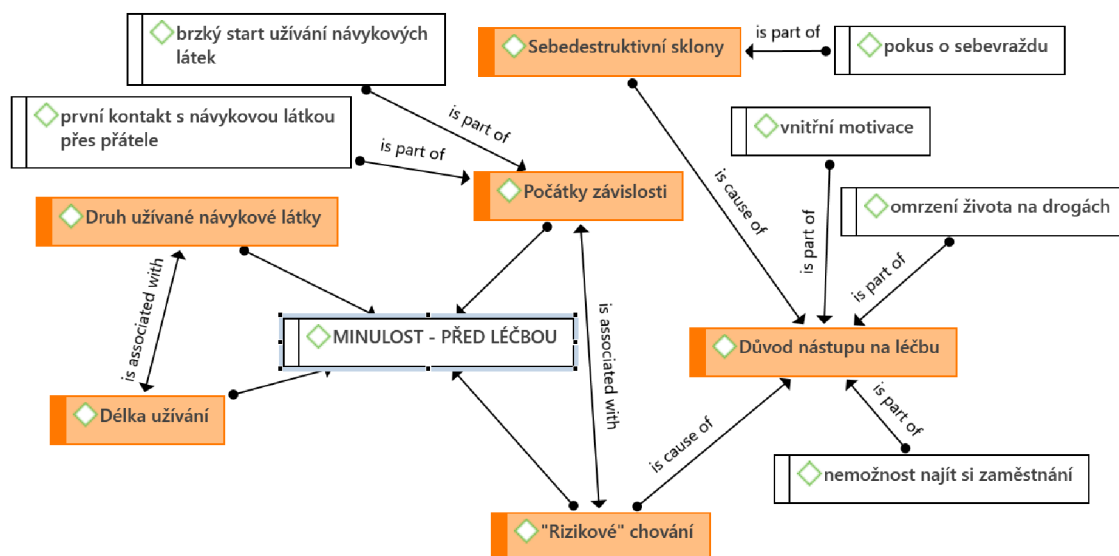 brzký start užívání návykových
látek
Sebedestruktivní sklony
is part of
pokus o sebevraždu
první kontakt s návykovou látkou
přes přátele
is part of
is part of
vnitřní motivace
Počátky závislosti
is cause of
Druh užívané návykové látky
omrzení života na drogách
is part of
is part of
is associated with
is associated with
MINULOST - PŘED LÉČBOU
Důvod nástupu na léčbu
Délka užívání
is part of
is cause of
nemožnost najít si zaměstnání
"Rizikové" chování